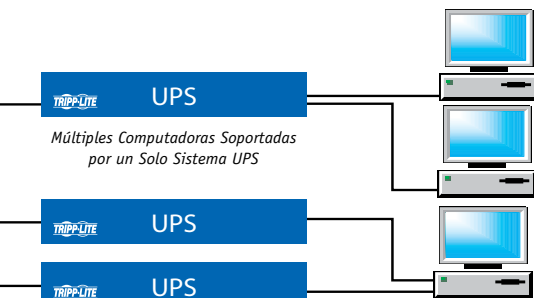 TRIPP·LITE UPS
Múltiples Computadoras Soportadas
por un Solo Sistema UPS
TRIPP·LITE UPS
TRIPP·LITE UPS